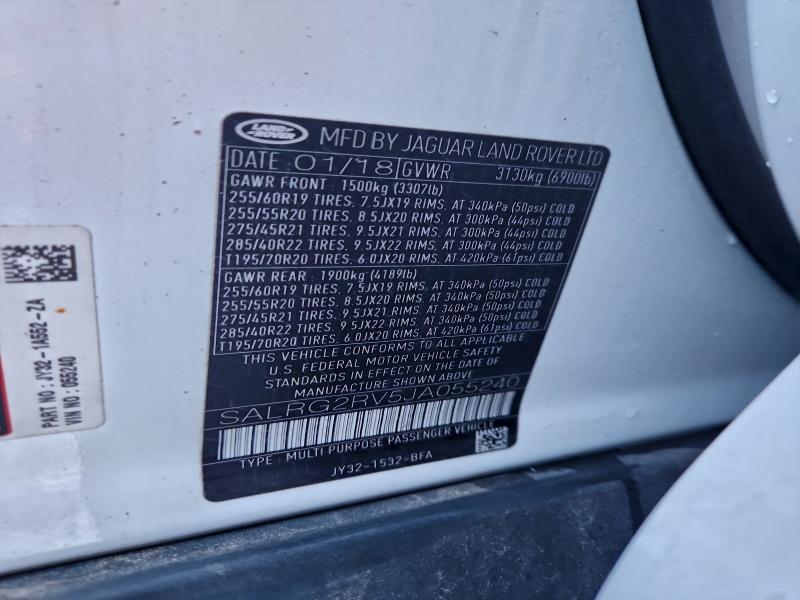 LAND ROVER
MFD BY JAGUAR LAND ROVER LTD
DATE 01/18 GVWR 3130kg (6900lb)
GAWR FRONT : 1500kg (3307lb)
255/60R19 TIRES, 7.5JX19 RIMS, AT 340kPa (50psi) COLD
255/55R20 TIRES, 8.5JX20 RIMS, AT 300kPa (44psi) COLD
275/45R21 TIRES, 9.5JX21 RIMS, AT 300kPa (44psi) COLD
285/40R22 TIRES, 9.5JX22 RIMS, AT 300kPa (44psi) COLD
T195/70R20 TIRES, 6.0JX20 RIMS, AT 420kPa (61psi) COLD
GAWR REAR : 1900kg (4189lb)
255/60R19 TIRES, 7.5JX19 RIMS, AT 340kPa (50psi) COLD
255/55R20 TIRES, 8.5JX20 RIMS, AT 340kPa (50psi) COLD
275/45R21 TIRES, 9.5JX21 RIMS, AT 340kPa (50psi) COLD
285/40R22 TIRES, 9.5JX22 RIMS, AT 340kPa (50psi) COLD
T195/70R20 TIRES, 6.0JX20 RIMS, AT 420kPa (61psi) COLD
THIS VEHICLE CONFORMS TO ALL APPLICABLE
U.S. FEDERAL MOTOR VEHICLE SAFETY
STANDARDS IN EFFECT ON THE DATE OF
MANUFACTURE SHOWN ABOVE
SALRG2RV5JA055240
TYPE : MULTI PURPOSE PASSENGER VEHICLE
JY32-1532-BFA
PART NO : JY32-1A552-ZA
VIN NO : 055240